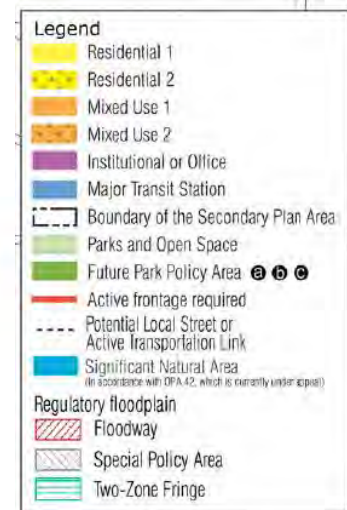 Legend
Residential 1
Residential 2
Mixed Use 1
Mixed Use 2
Institutional or Office
Major Transit Station
Boundary of the Secondary Plan Area
Parks and Open Space
Future Park Policy Area a b c
Active frontage required
Potential Local Street or
Active Transportation Link
Significant Natural Area
(In accordance with OPA 42, which is currently under appeal)
Regulatory floodplain
Floodway
Special Policy Area
Two-Zone Fringe